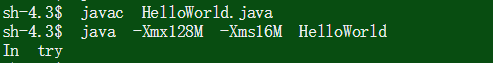 sh-4.3$ javac HelloWorld.java
sh-4.3$ java -Xmx128M -Xms16M HelloWorld
In try